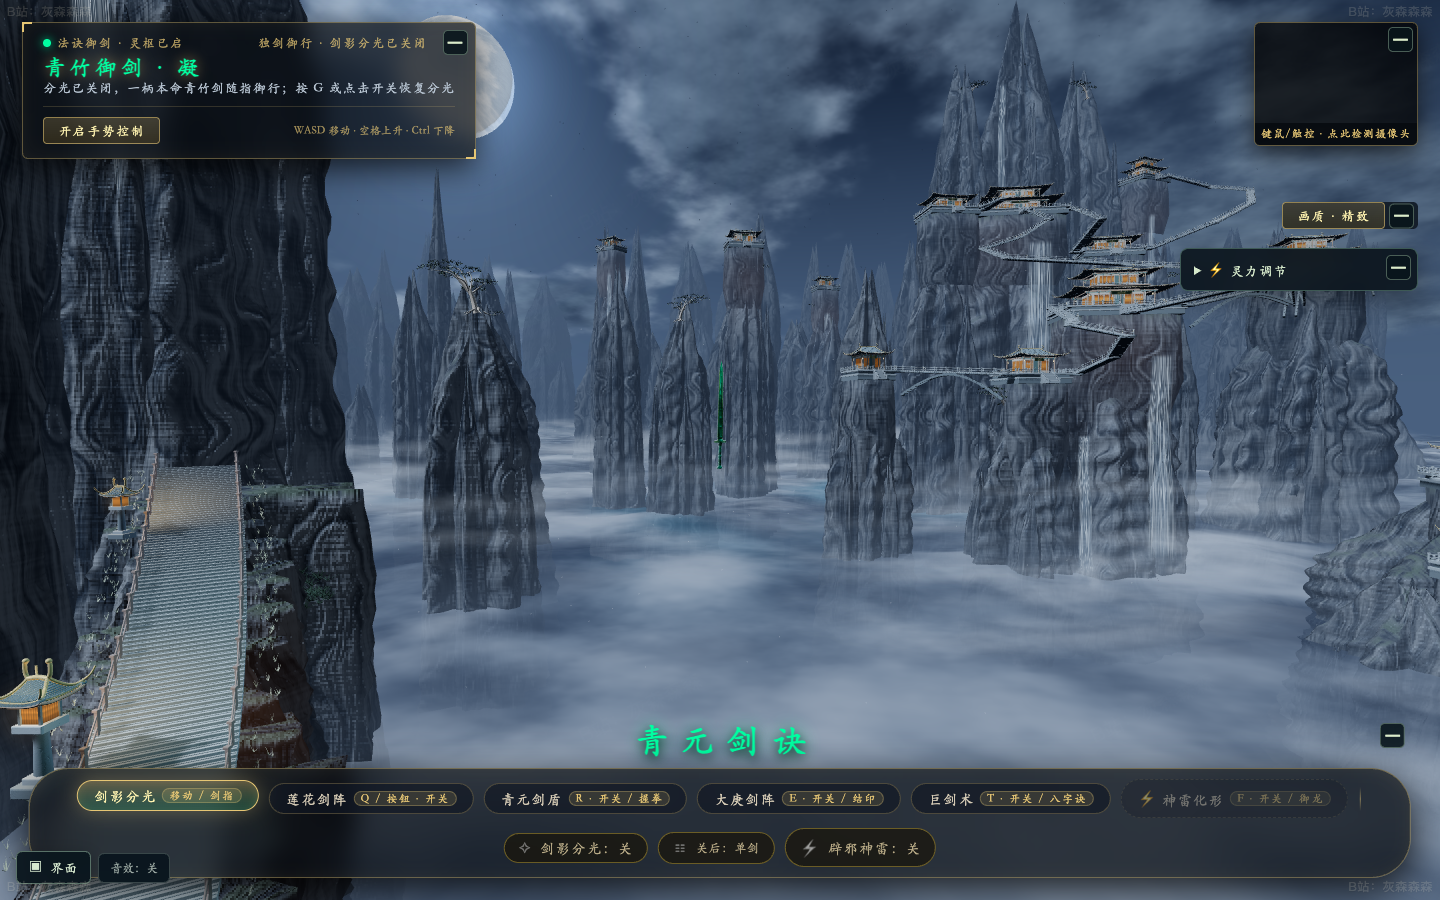 B站：灰森森森
B站：灰森森森
法诀御剑 · 灵枢已启
独剑御行 · 剑影分光已关闭
青竹御剑 · 凝
分光已关闭，一柄本命青竹剑随指御行；按 G 或点击开关恢复分光
开启手势控制
WASD 移动 · 空格上升 · Ctrl 下降
键鼠/触控 · 点此检测摄像头
画质 · 精致
▶ ⚡ 灵力调节
青元剑诀
剑影分光 移动 / 剑指
莲花剑阵 Q / 按钮 · 开关
青元剑盾 R · 开关 / 握拳
大庚剑阵 E · 开关 / 结印
巨剑术 T · 开关 / 八字诀
⚡ 神雷化形 F · 开关 / 御龙
✧ 剑影分光：关
☷ 关后：单剑
⚡ 辟邪神雷：关
▣ 界面
音效：关
B站：灰森森森